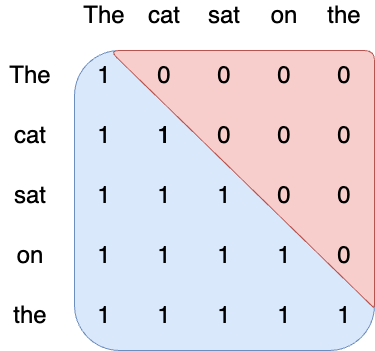 The cat sat on the
The 1 0 0 0 0
cat 1 1 0 0 0
sat 1 1 1 0 0
on 1 1 1 1 0
the 1 1 1 1 1